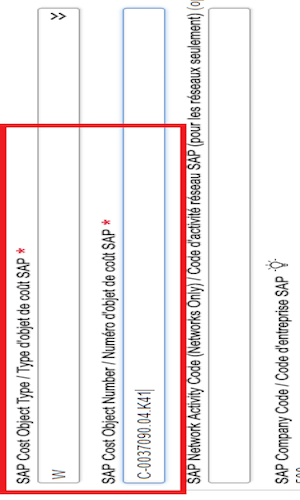 SAP Cost Object Type / Type d'objet de coût SAP *
W
SAP Cost Object Number / Numéro d'objet de coût SAP *
C-0037090.04.K41
SAP Network Activity Code (Networks Only) / Code d'activité réseau SAP (pour les réseaux seulement) (o
SAP Company Code / Code d'entreprise SAP